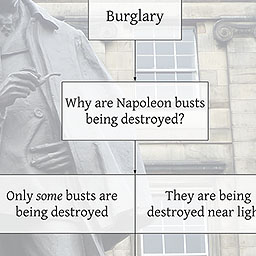 Burglary
Why are Napoleon busts
being destroyed?
Only some busts are
being destroyed
They are being
destroyed near